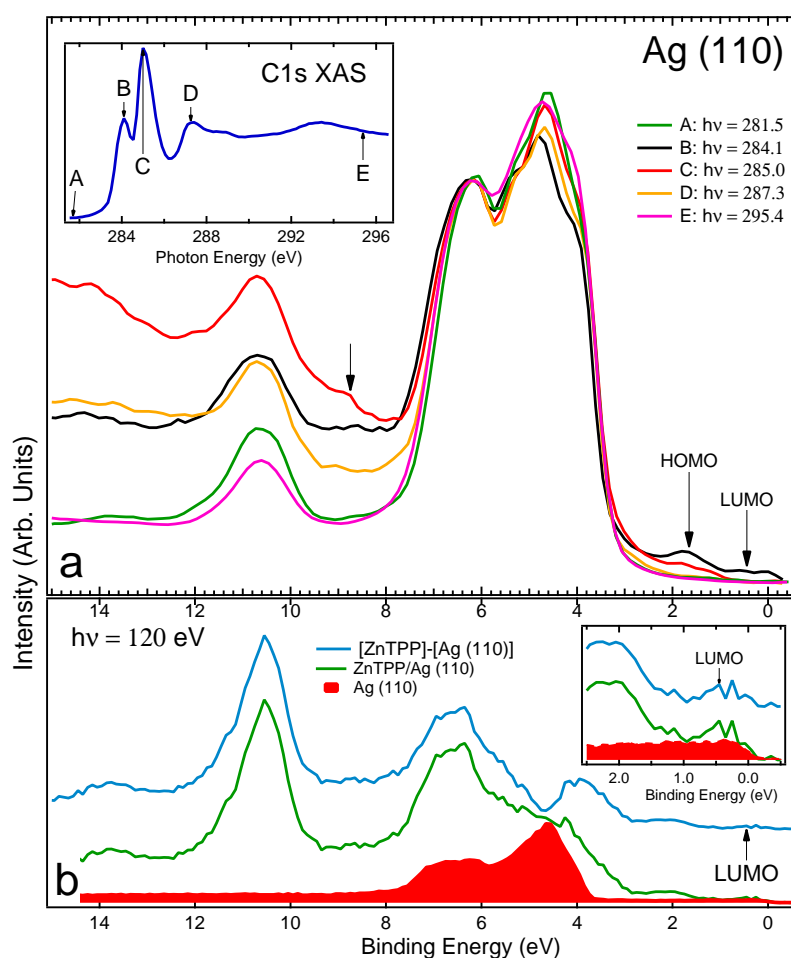 Ag (110)
C1s XAS
A
B
C
D
E
284
288
292
296
Photon Energy (eV)
A: hν = 281.5
B: hν = 284.1
C: hν = 285.0
D: hν = 287.3
E: hν = 295.4
HOMO
LUMO
a
Intensity (Arb. Units)
14 12 10 8 6 4 2 0
hν = 120 eV
[ZnTPP]-[Ag (110)]
ZnTPP/Ag (110)
Ag (110)
LUMO
2.0 1.0 0.0
Binding Energy (eV)
b
LUMO
14 12 10 8 6 4 2 0
Binding Energy (eV)